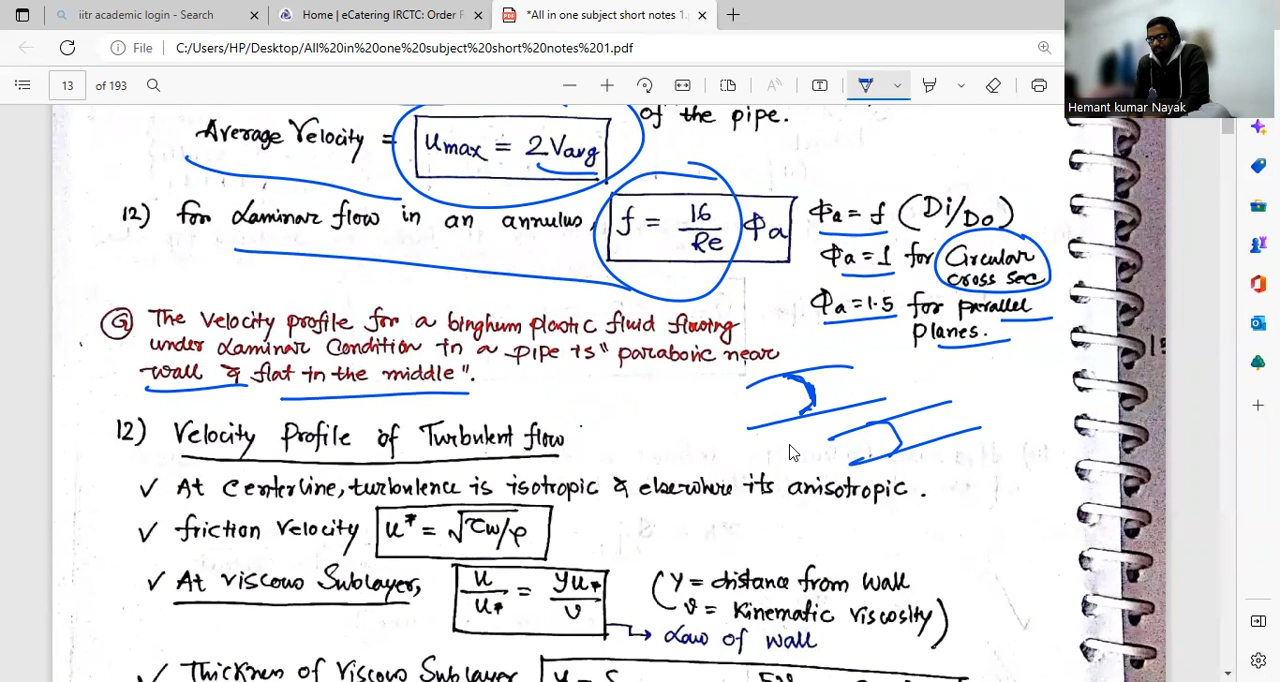 iitr academic login - Search
Home | eCatering IRCTC: Order F
*All in one subject short notes 1.p
File
C:/Users/HP/Desktop/All%20in%20one%20subject%20short%20notes%201.pdf
13 of 193
Hemant kumar Nayak
of the pipe.
Average Velocity = Umax = 2Vavg
12) for Laminar flow in an annulus, f = 16/Re Φa
Φa = f (Di/Do)
Φa = 1 for Circular
cross sec
Φa = 1.5 for parallel
planes.
G The Velocity profile for a binghum plastic fluid flowing
under Laminar Condition in a pipe is "parabolic near
wall & flat in the middle".
12) Velocity Profile of Turbulent flow
✓ At Centerline, turbulence is isotropic & elsewhere its anisotropic.
✓ friction Velocity u* = √τw/ρ
✓ At Viscous Sublayers, u/u* = yu*/ν
(y = distance from wall
ν = Kinematic viscosity)
→ Law of wall
✓ Thickness of Viscous Sublayer